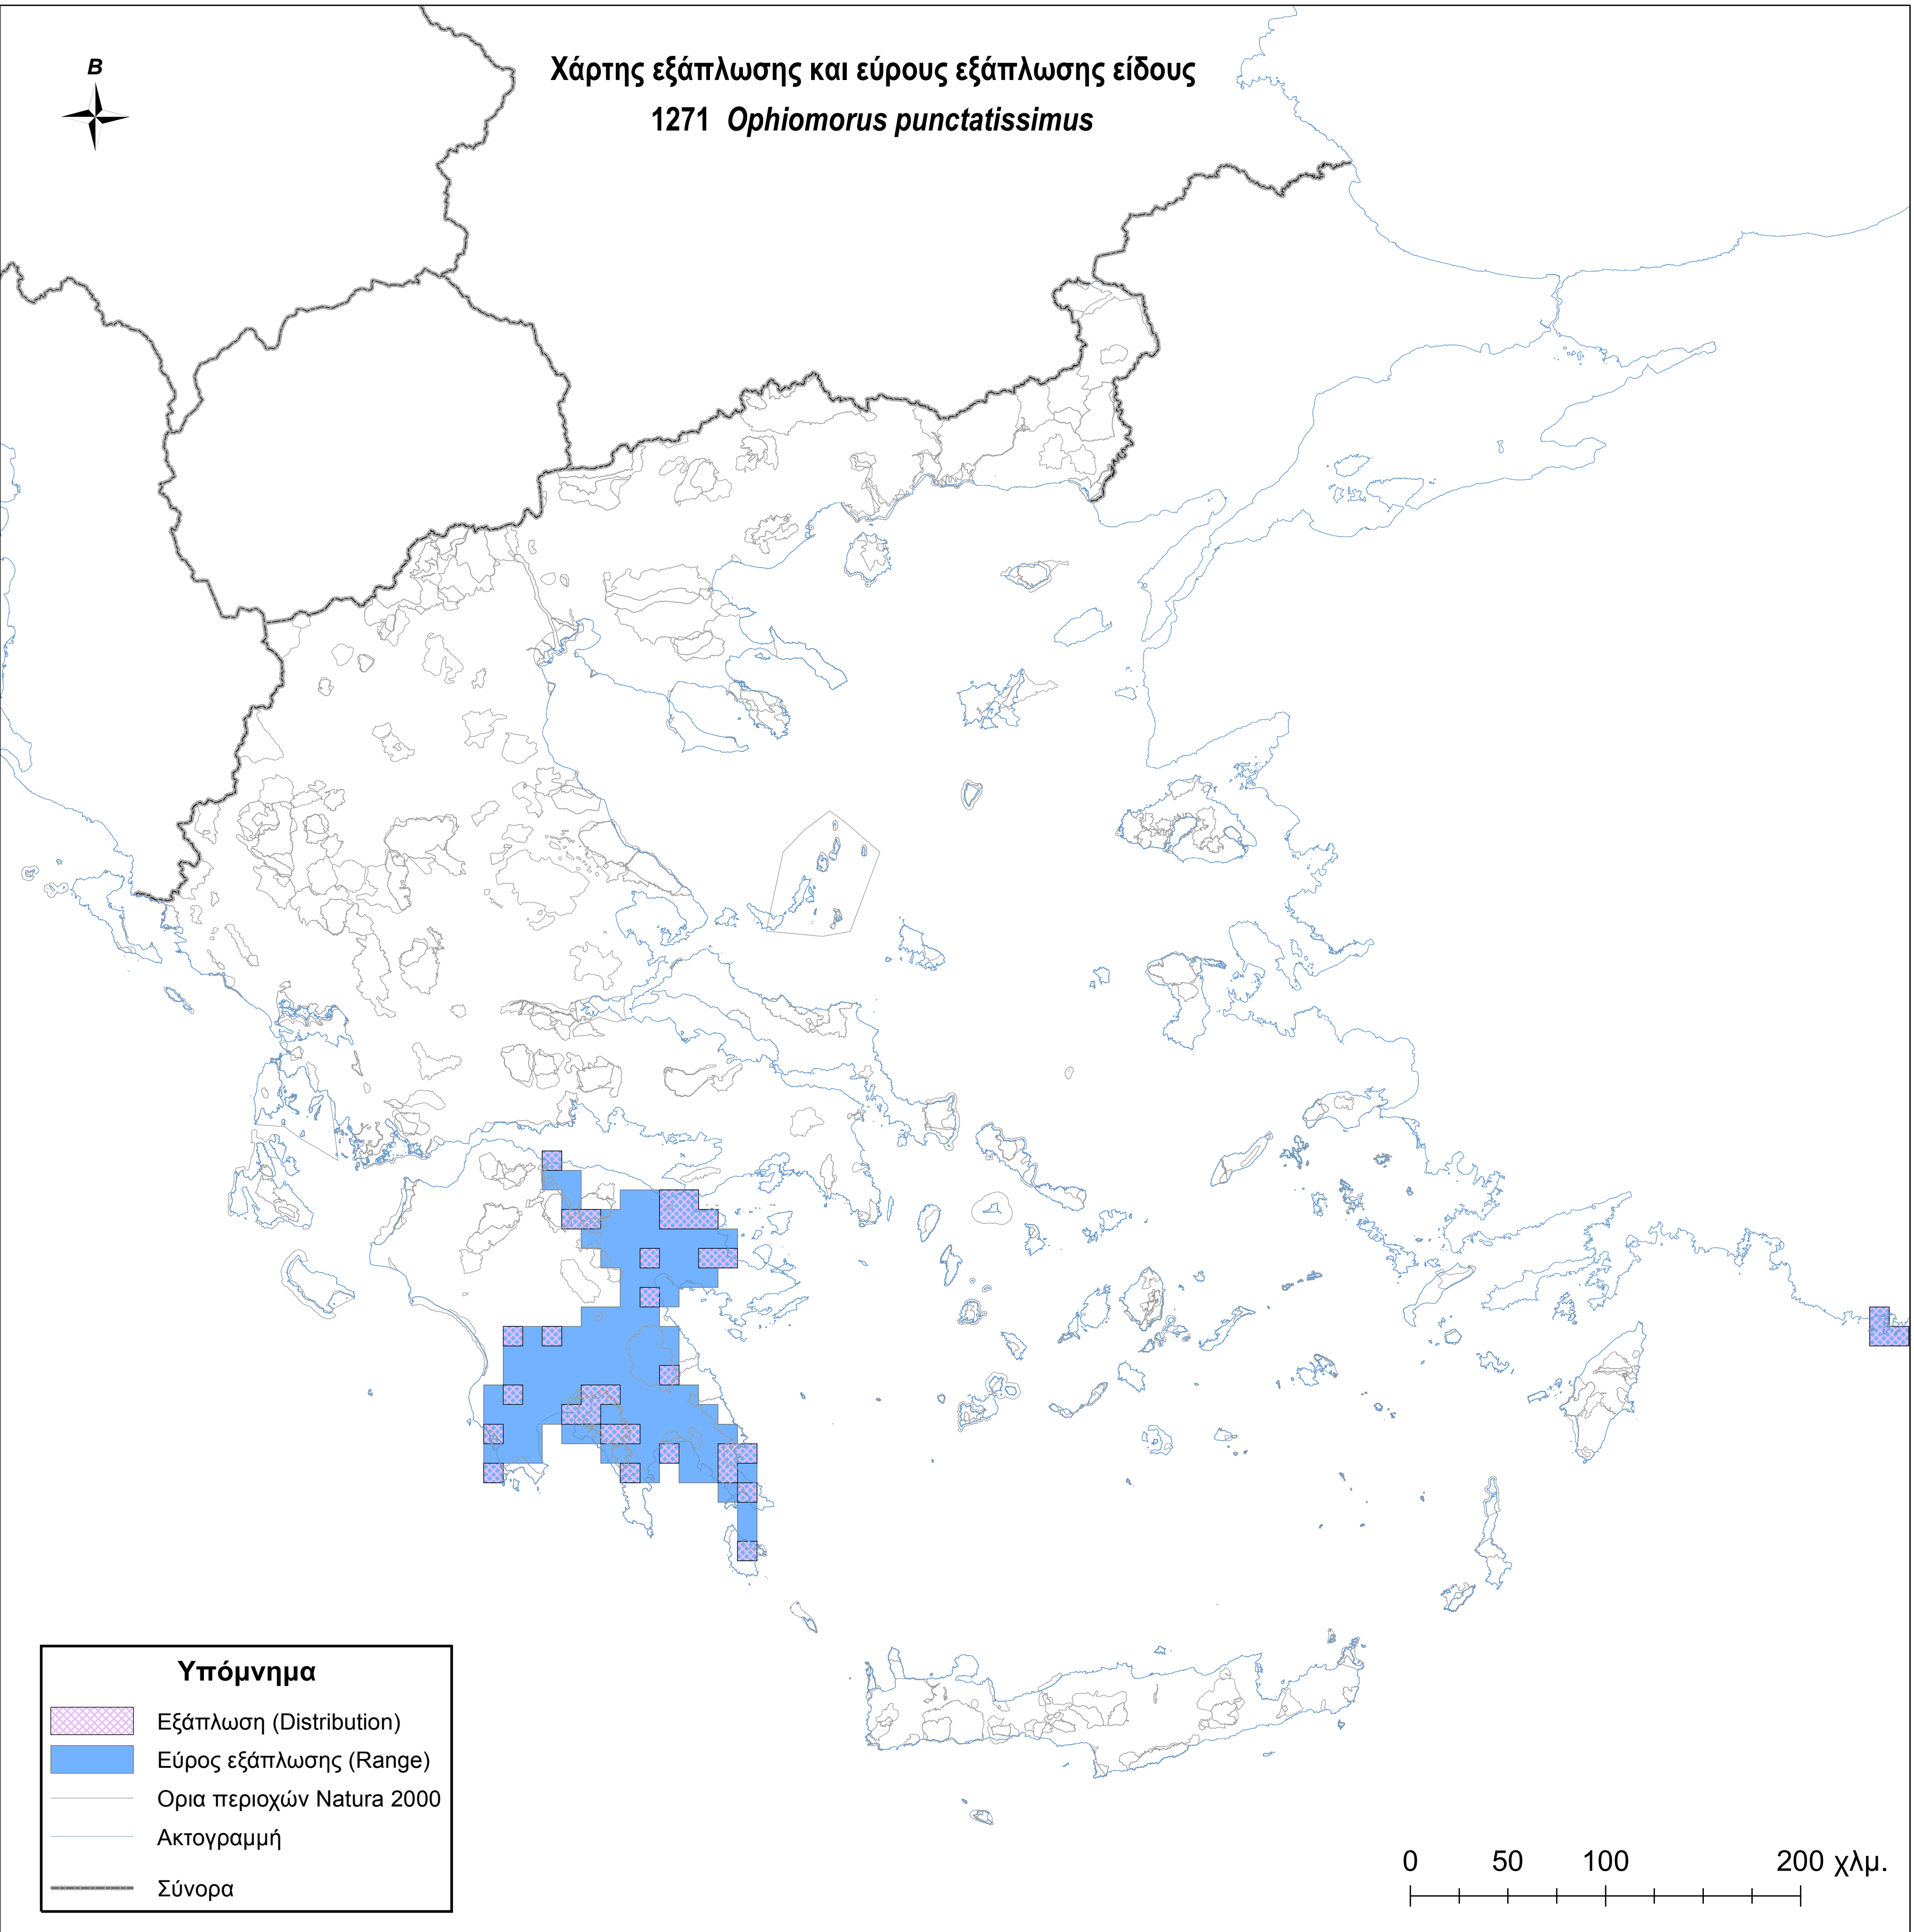 Χάρτης εξάπλωσης και εύρους εξάπλωσης είδους
1271 Ophiomorus punctatissimus
Β
Υπόμνημα
Εξάπλωση (Distribution)
Εύρος εξάπλωσης (Range)
Ορια περιοχών Natura 2000
Ακτογραμμή
Σύνορα
0 50 100 200 χλμ.